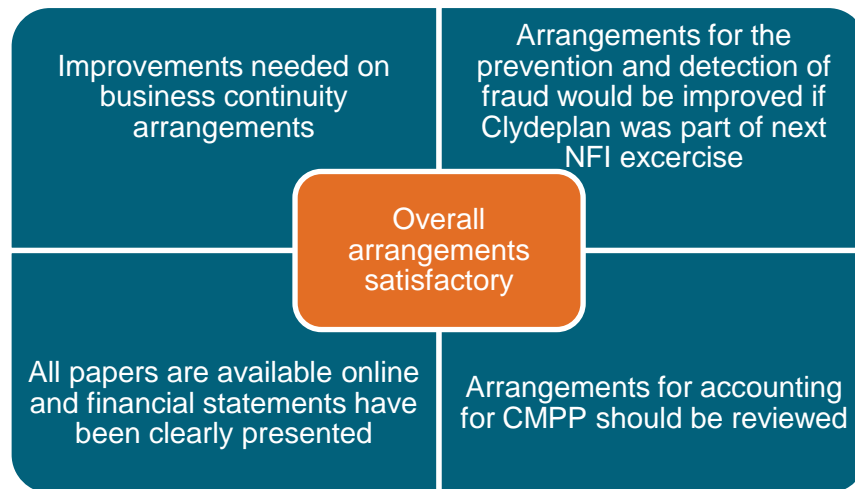 Improvements needed on
business continuity
arrangements
Arrangements for the
prevention and detection of
fraud would be improved if
Clydeplan was part of next
NFI excercise
Overall
arrangements
satisfactory
All papers are available online
and financial statements have
been clearly presented
Arrangements for accounting
for CMPP should be reviewed